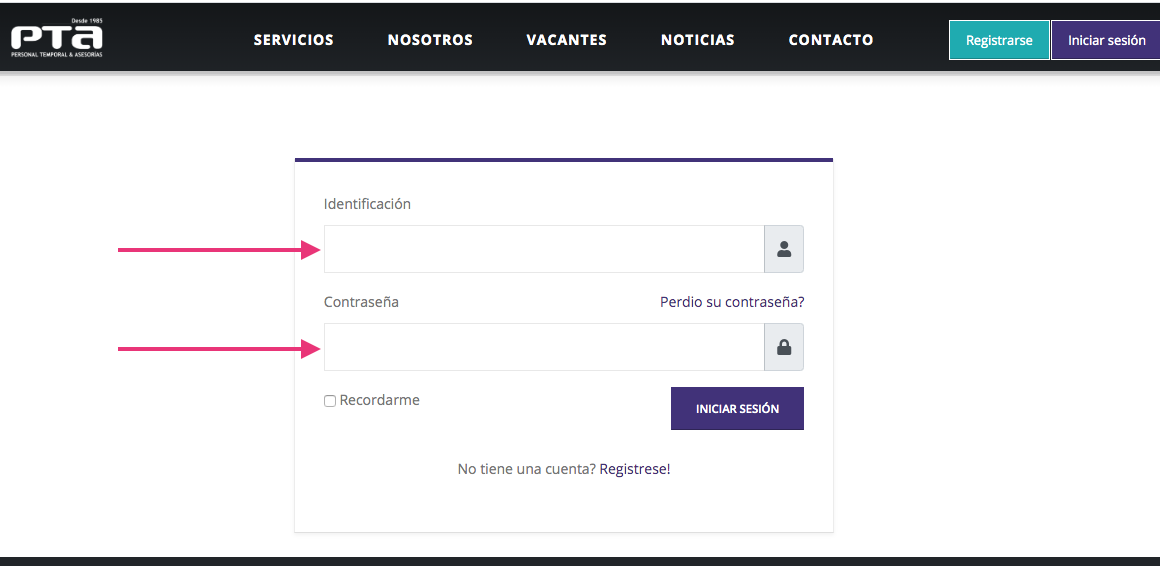 Desde 1985
PTA
PERSONAL TEMPORAL & ASESORÍAS
SERVICIOS
NOSOTROS
VACANTES
NOTICIAS
CONTACTO
Registrarse
Iniciar sesión
Identificación
Contraseña
Perdio su contraseña?
Recordarme
INICIAR SESIÓN
No tiene una cuenta? Registrese!